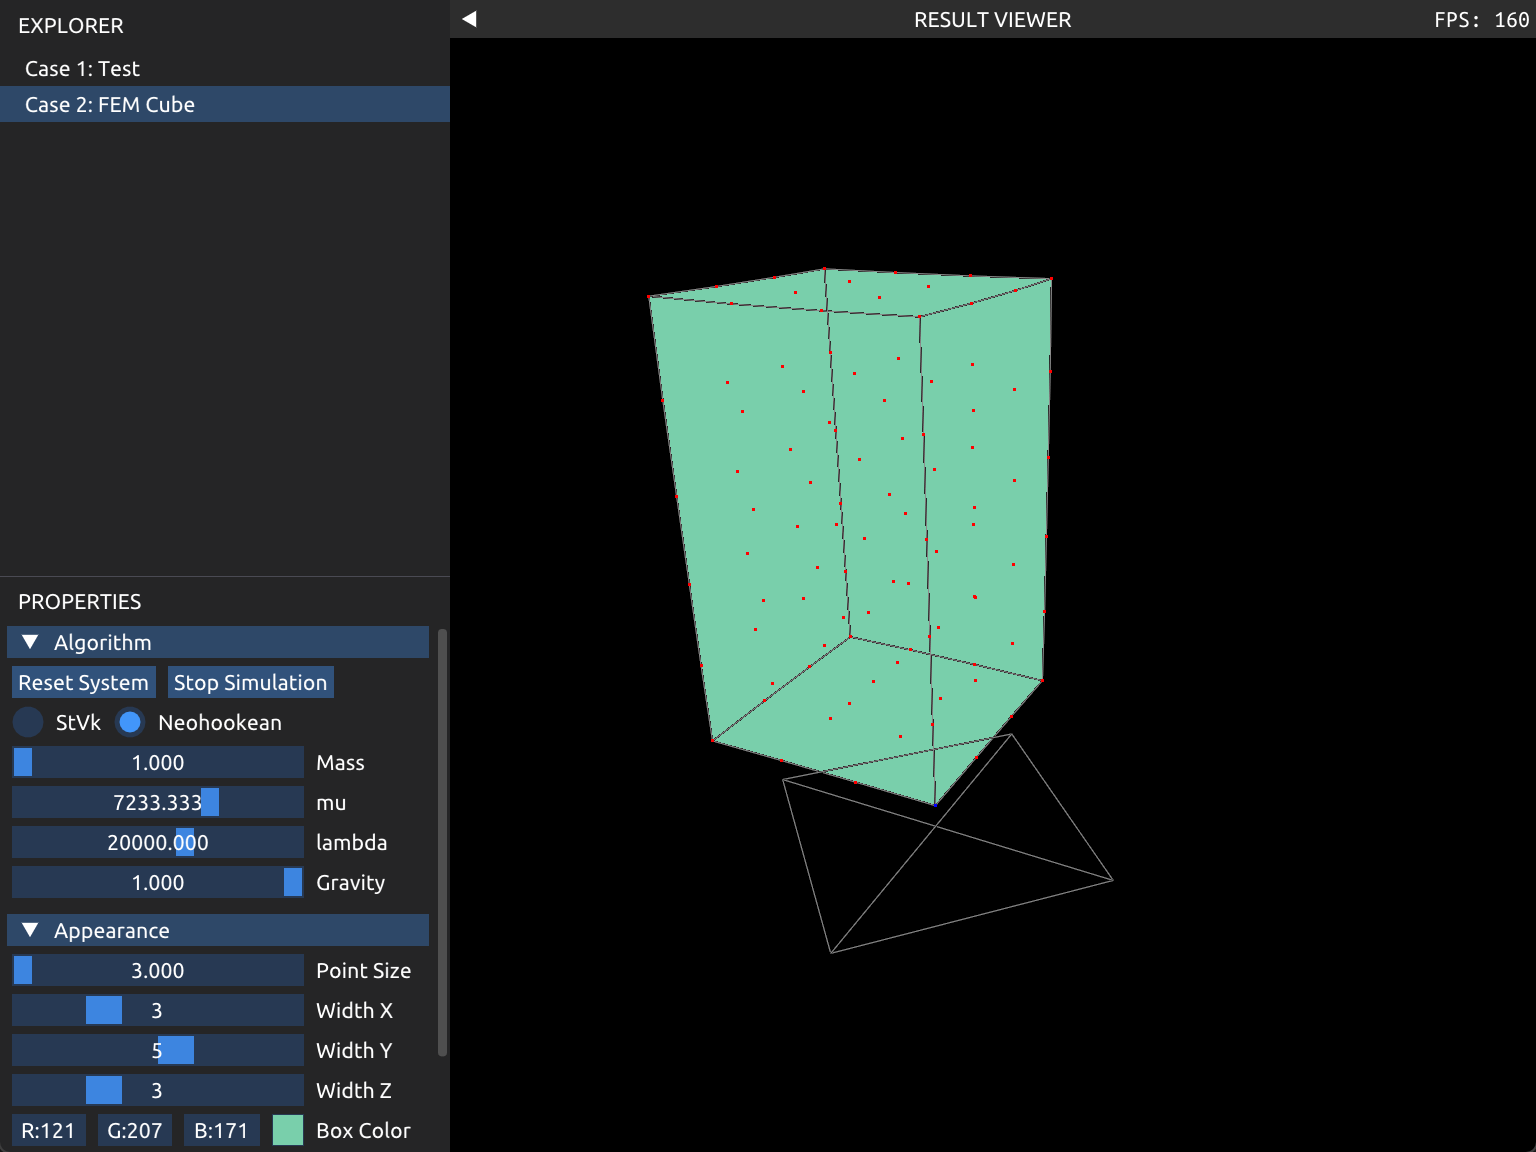 EXPLORER
Case 1: Test
Case 2: FEM Cube
PROPERTIES
Algorithm
Reset System Stop Simulation
StVk Neohookean
1.000 Mass
7233.333 mu
20000.000 lambda
1.000 Gravity
Appearance
3.000 Point Size
3 Width X
5 Width Y
3 Width Z
R:121 G:207 B:171 Box Color
RESULT VIEWER FPS: 160